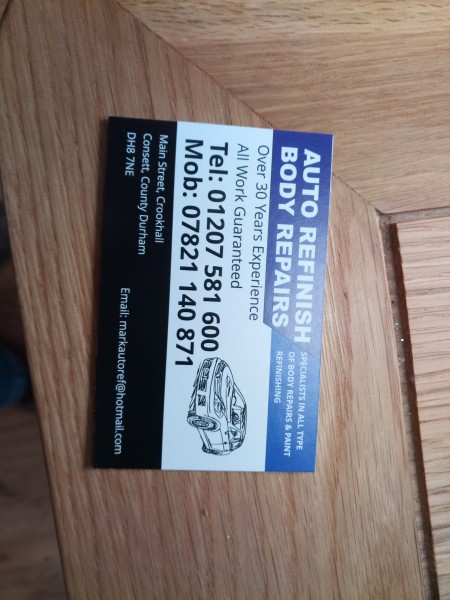 AUTO REFINISH
BODY REPAIRS
SPECIALISTS IN ALL TYPE
OF BODY REPAIRS & PAINT
REFINISHING
Over 30 Years Experience
All Work Guaranteed
Tel: 01207 581 600
Mob: 07821 140 871
Main Street, Crookhall
Consett, County Durham
DH8 7NE
Email: markautoref@hotmail.com